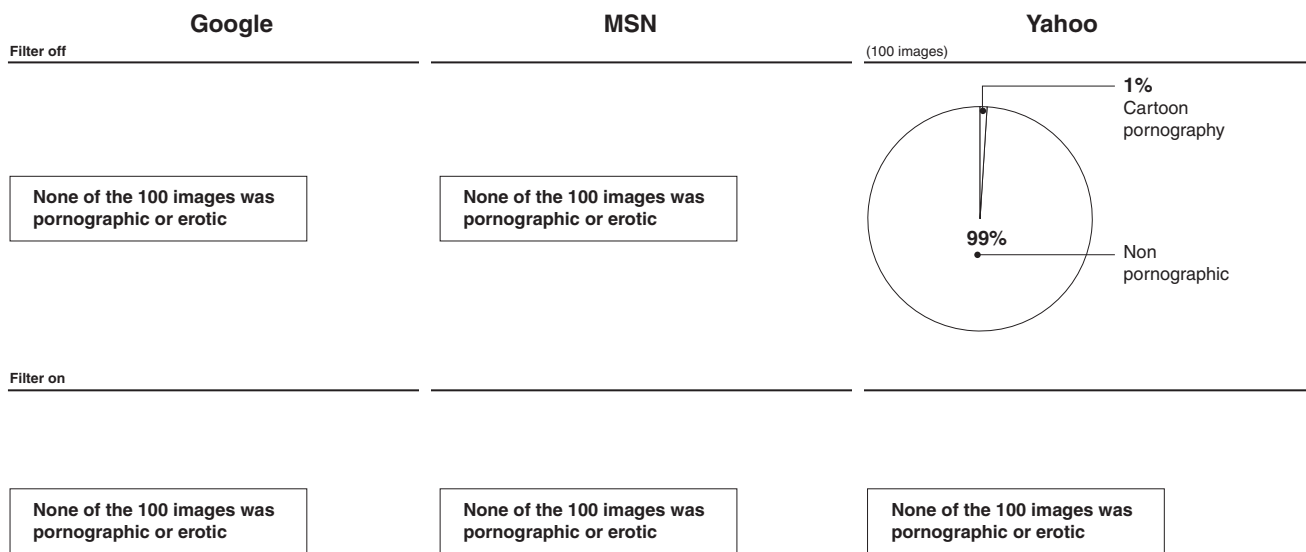 Google
MSN
Yahoo
Filter off
(100 images)
1%
Cartoon
pornography
None of the 100 images was
pornographic or erotic
None of the 100 images was
pornographic or erotic
99%
Non
pornographic
Filter on
None of the 100 images was
pornographic or erotic
None of the 100 images was
pornographic or erotic
None of the 100 images was
pornographic or erotic